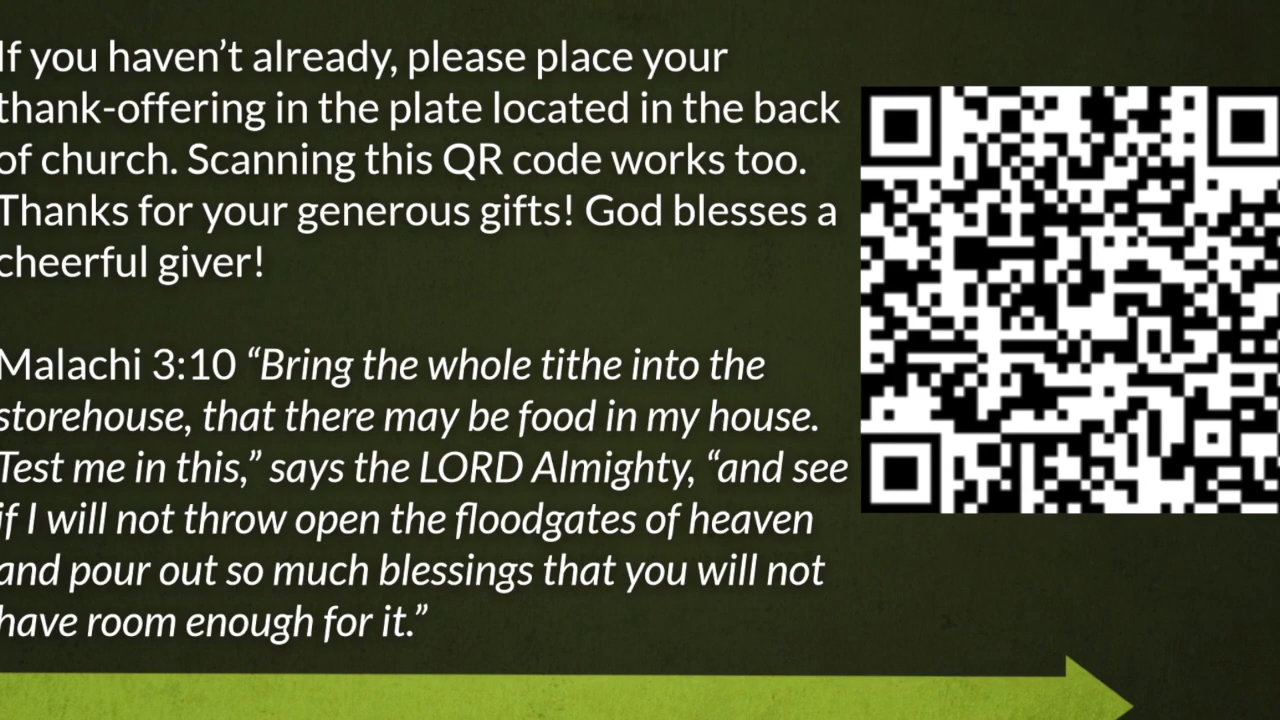 If you haven’t already, please place your
thank-offering in the plate located in the back
of church. Scanning this QR code works too.
Thanks for your generous gifts! God blesses a
cheerful giver!
Malachi 3:10 “Bring the whole tithe into the
storehouse, that there may be food in my house.
Test me in this,” says the LORD Almighty, “and see
if I will not throw open the floodgates of heaven
and pour out so much blessings that you will not
have room enough for it.”